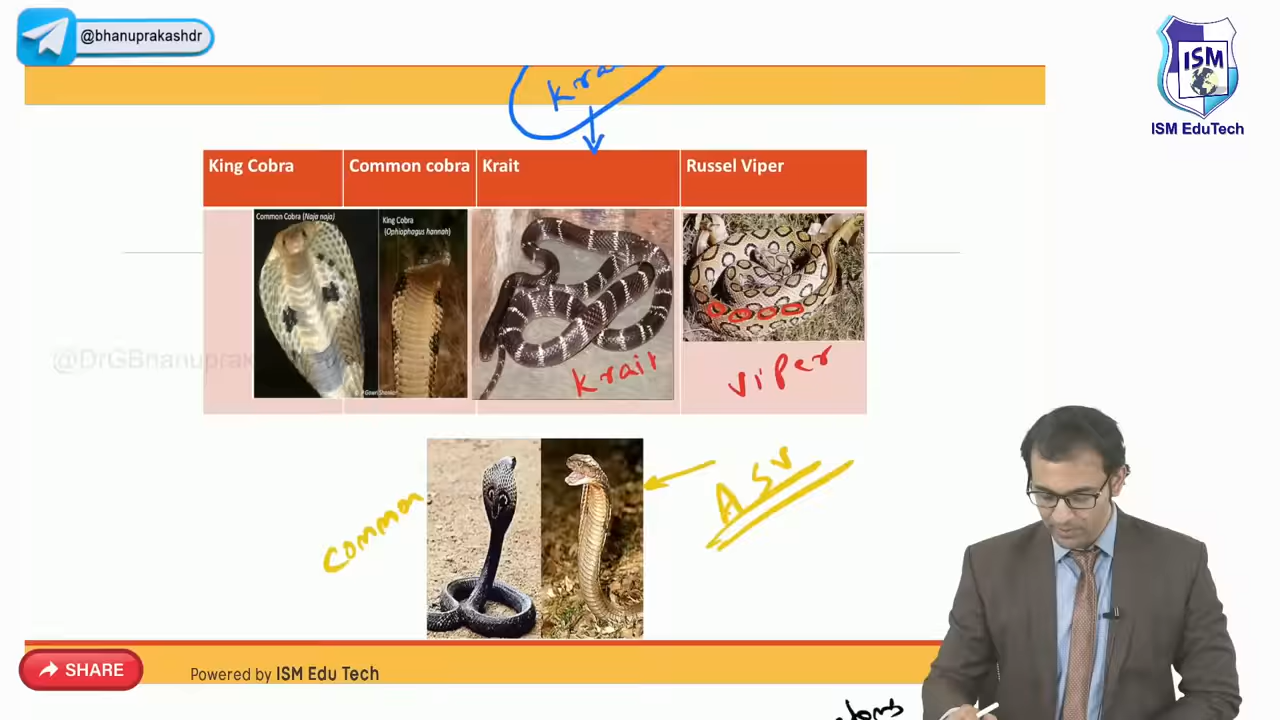 @bhanuprakashdr
ISM
ISM EduTech
King Cobra
Common cobra
Krait
Russel Viper
Common Cobra (Naja naja)
King Cobra
(Ophiophagus hannah)
@DrGBhanuprak
Krait
Viper
Common
ASV
SHARE
Powered by ISM Edu Tech